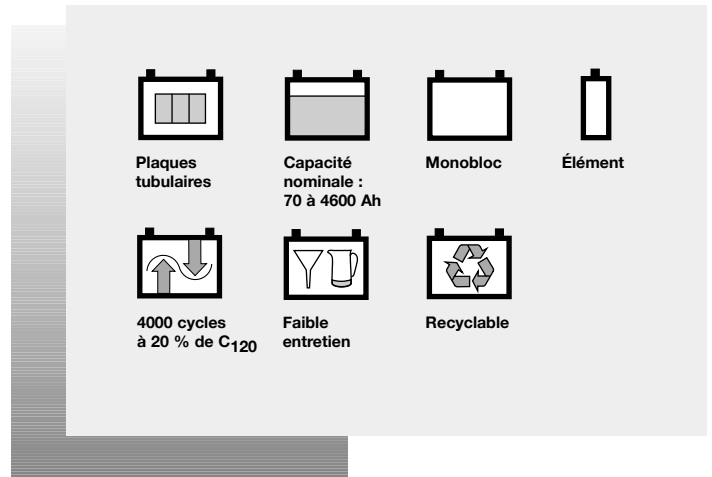 Plaques
tubulaires
Capacité
nominale :
70 à 4600 Ah
Monobloc
Élément
4000 cycles
à 20 % de C120
Faible
entretien
Recyclable